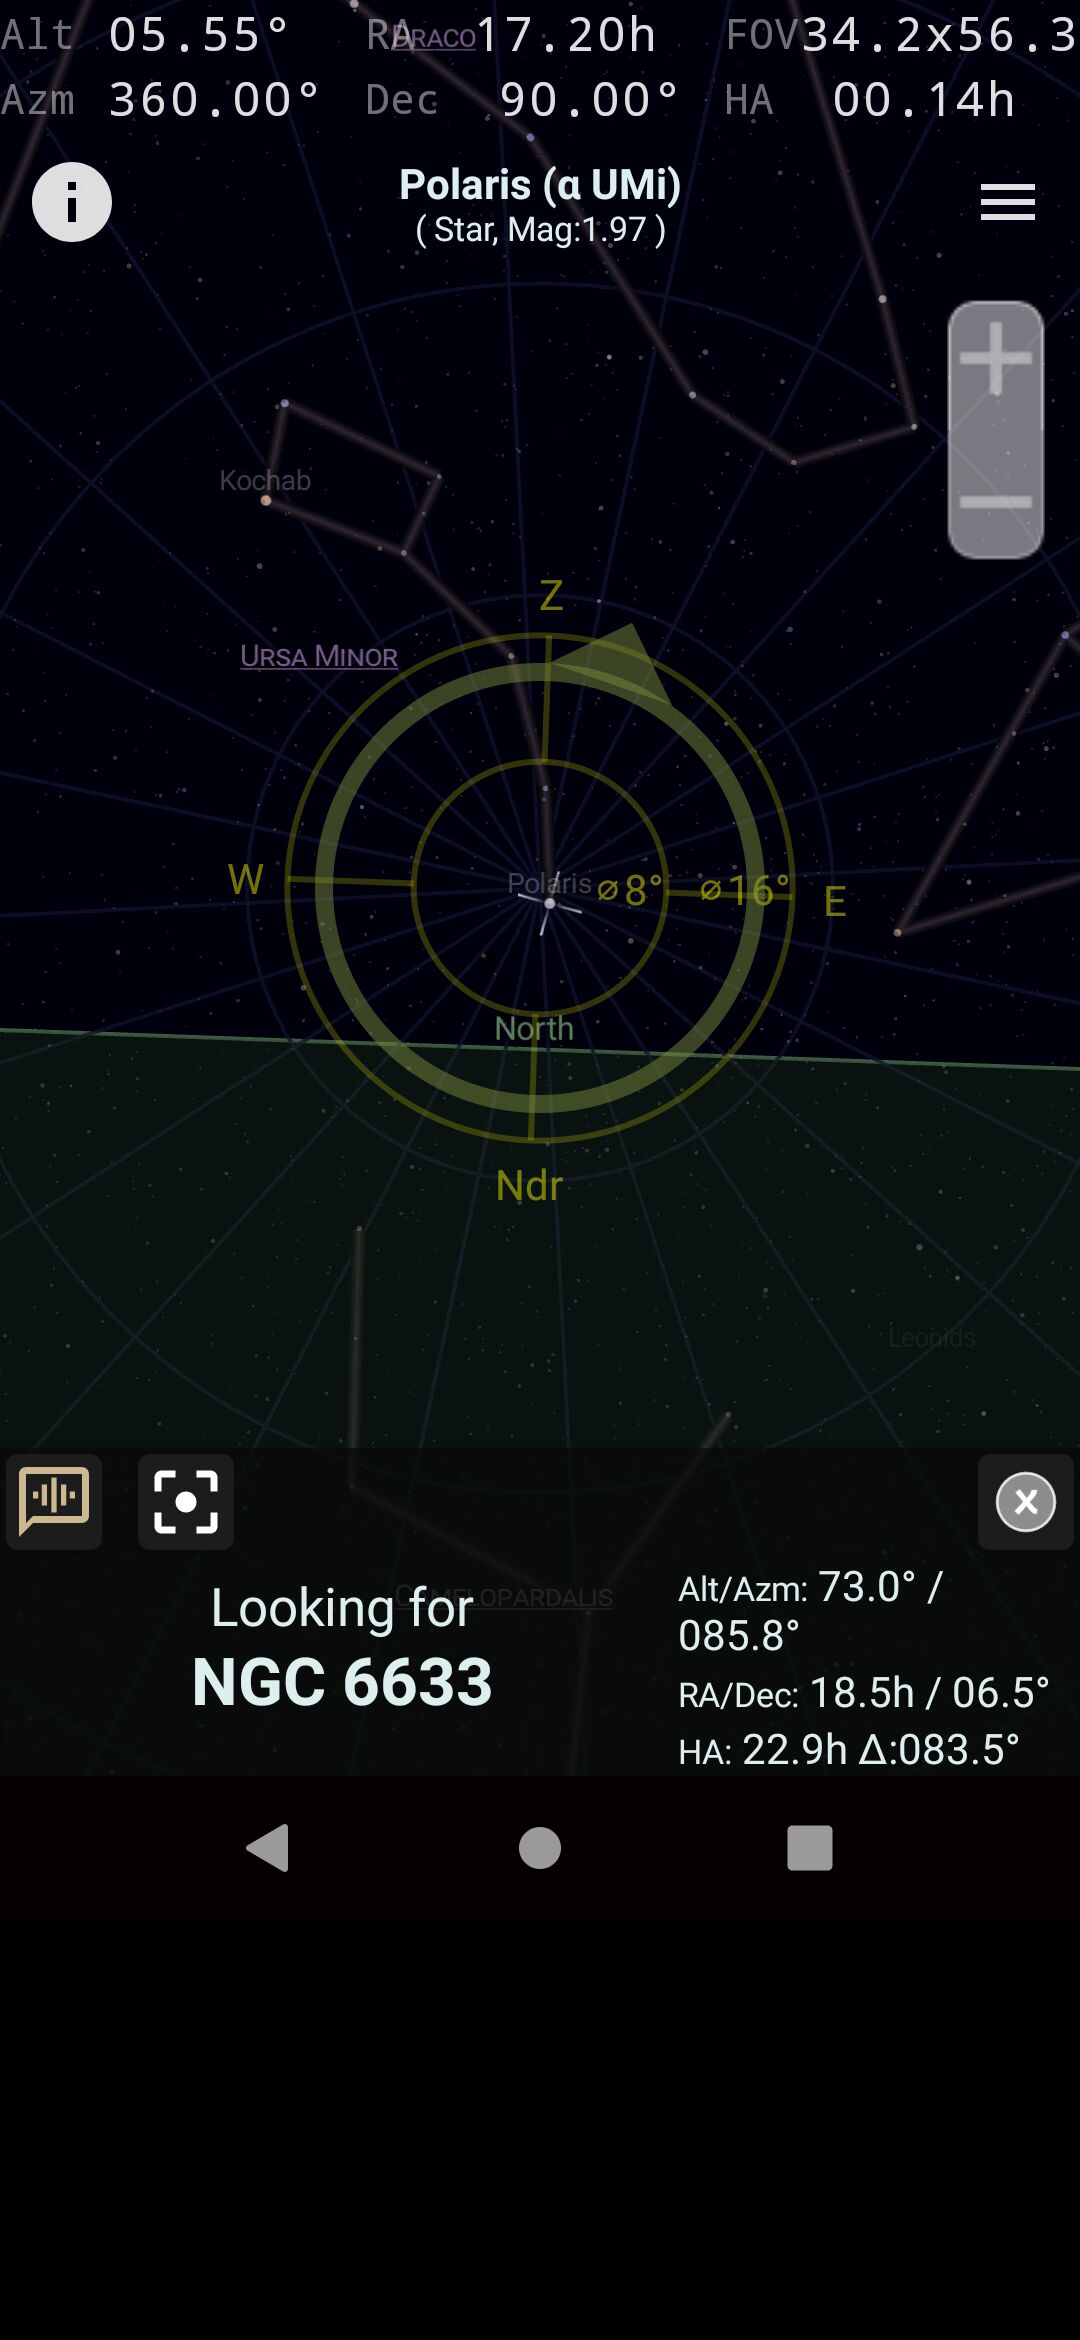 Alt 05.55° RA 17.20h FOV 34.2x56.3
DRACO
Azm 360.00° Dec 90.00° HA 00.14h
Polaris (α UMi)
( Star, Mag:1.97 )
Kochab
Z
URSA MINOR
W Polaris ⌀8° ⌀16° E
North
Ndr
Leonids
CAMELOPARDALIS
Looking for
NGC 6633
Alt/Azm: 73.0° /
085.8°
RA/Dec: 18.5h / 06.5°
HA: 22.9h Δ:083.5°